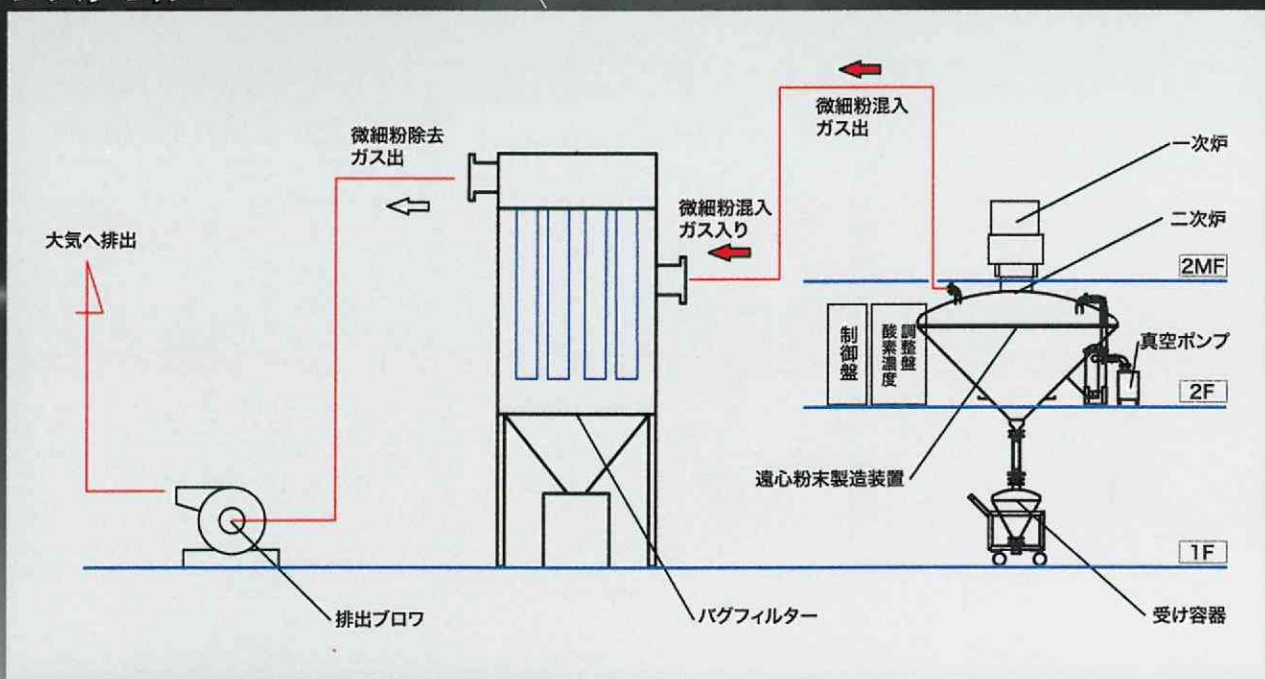 微細粉混入
ガス出
一次炉
微細粉除去
ガス出
微細粉混入
ガス入り
二次炉
大気へ排出
2MF
制御盤
調整盤
酸素濃度
真空ポンプ
2F
遠心粉末製造装置
1F
排出ブロワ
バグフィルター
受け容器